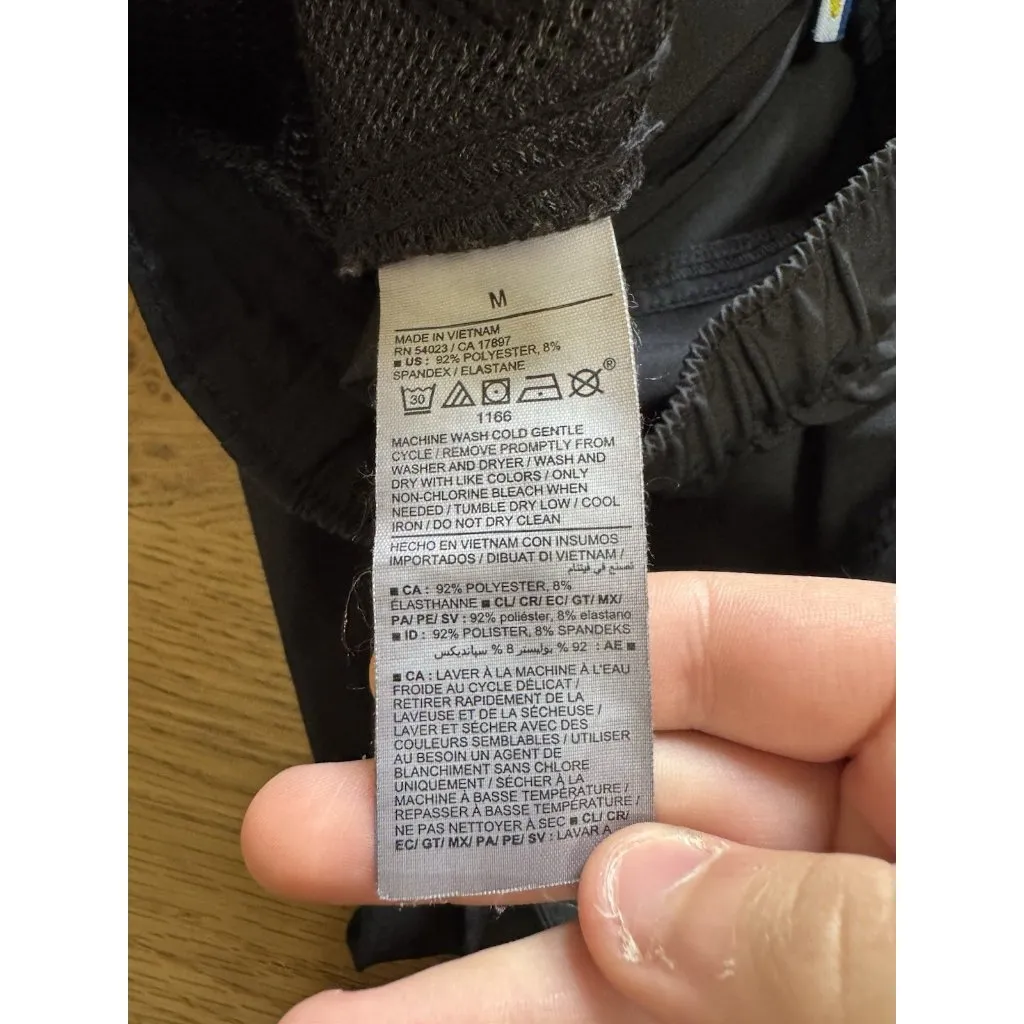 M
MADE IN VIETNAM
RN 54023 / CA 17897
■ US : 92% POLYESTER, 8%
SPANDEX / ELASTANE
30
®
1166
MACHINE WASH COLD GENTLE
CYCLE / REMOVE PROMPTLY FROM
WASHER AND DRYER / WASH AND
DRY WITH LIKE COLORS / ONLY
NON-CHLORINE BLEACH WHEN
NEEDED / TUMBLE DRY LOW / COOL
IRON / DO NOT DRY CLEAN
HECHO EN VIETNAM CON INSUMOS
IMPORTADOS / DIBUAT DI VIETNAM /
تصنع في فيتنام
■ CA : 92% POLYESTER, 8%
ÉLASTHANNE ■ CL/ CR/ EC/ GT/ MX/
PA/ PE/ SV : 92% poliéster, 8% elastano
■ ID : 92% POLISTER, 8% SPANDEKS
■ AE : 92 % بوليستر 8 % سباندیکس
■ CA : LAVER À LA MACHINE À L'EAU
FROIDE AU CYCLE DÉLICAT /
RETIRER RAPIDEMENT DE LA
LAVEUSE ET DE LA SÉCHEUSE /
LAVER ET SÉCHER AVEC DES
COULEURS SEMBLABLES / UTILISER
AU BESOIN UN AGENT DE
BLANCHIMENT SANS CHLORE
UNIQUEMENT / SÉCHER À LA
MACHINE À BASSE TEMPÉRATURE /
REPASSER À BASSE TEMPÉRATURE /
NE PAS NETTOYER À SEC ■ CL/ CR/
EC/ GT/ MX/ PA/ PE/ SV : LAVAR A